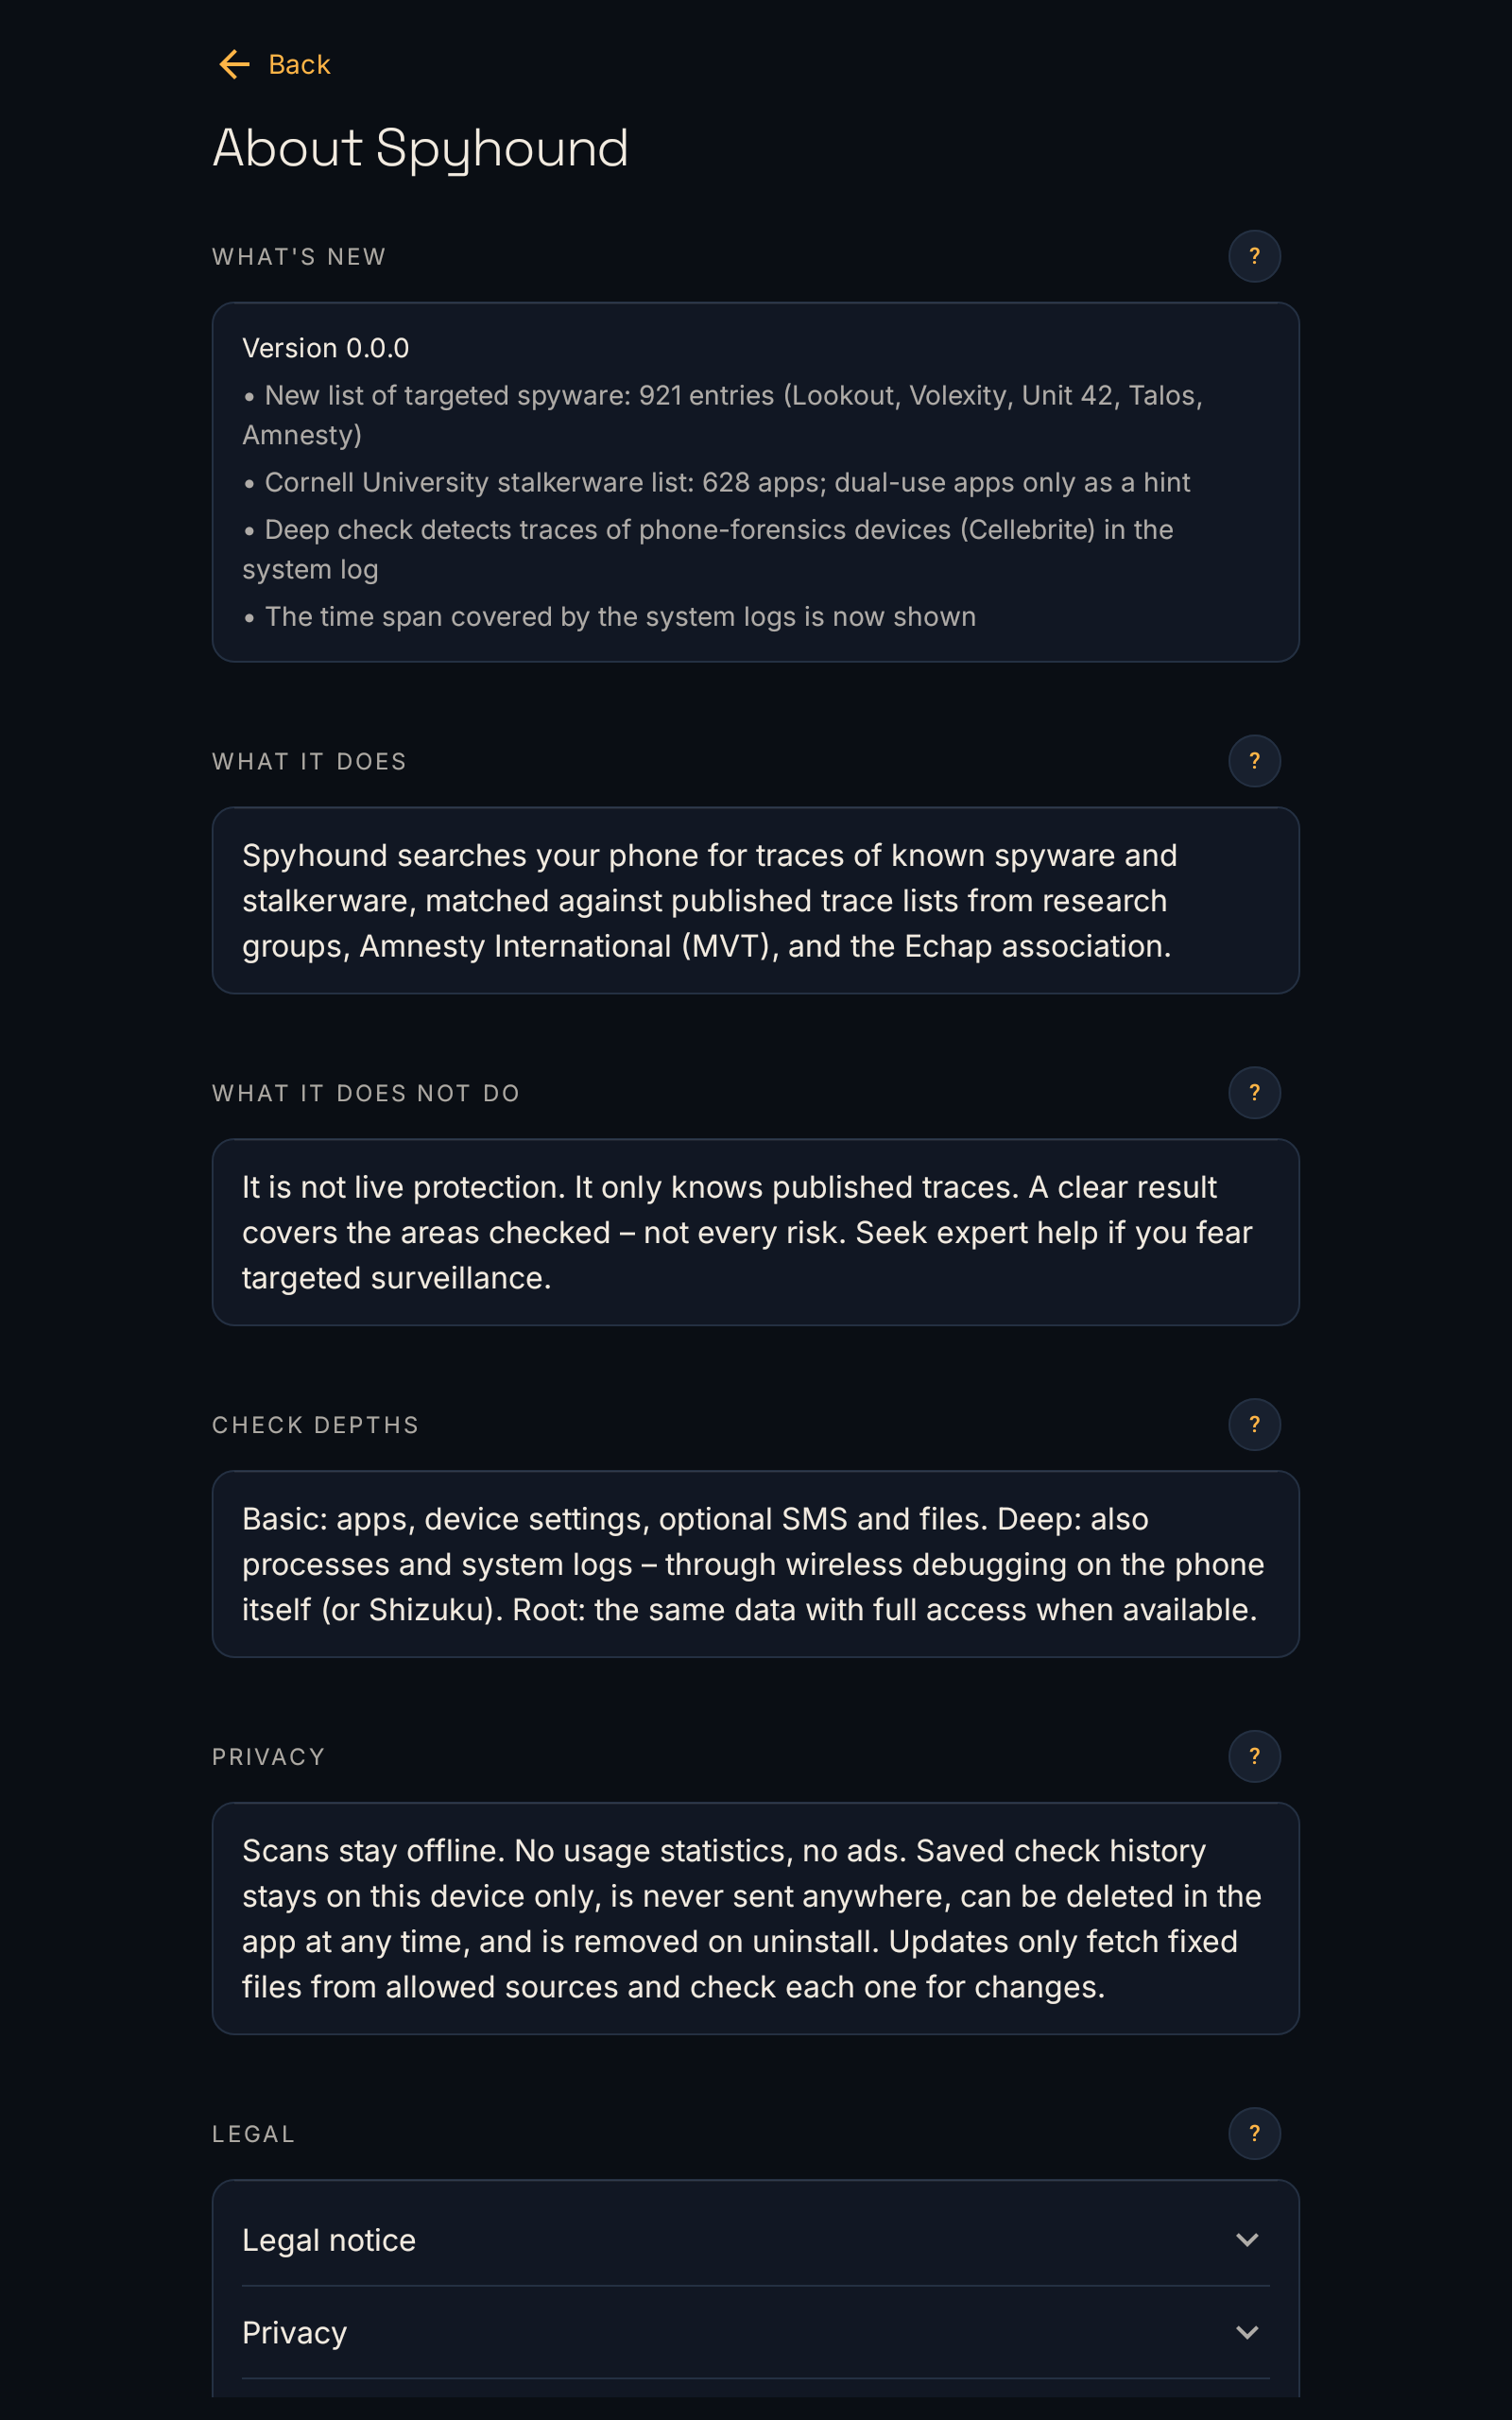 Back
About Spyhound
WHAT'S NEW
?
Version 0.0.0
• New list of targeted spyware: 921 entries (Lookout, Volexity, Unit 42, Talos,
Amnesty)
• Cornell University stalkerware list: 628 apps; dual-use apps only as a hint
• Deep check detects traces of phone-forensics devices (Cellebrite) in the
system log
• The time span covered by the system logs is now shown
WHAT IT DOES
?
Spyhound searches your phone for traces of known spyware and
stalkerware, matched against published trace lists from research
groups, Amnesty International (MVT), and the Echap association.
WHAT IT DOES NOT DO
?
It is not live protection. It only knows published traces. A clear result
covers the areas checked – not every risk. Seek expert help if you fear
targeted surveillance.
CHECK DEPTHS
?
Basic: apps, device settings, optional SMS and files. Deep: also
processes and system logs – through wireless debugging on the phone
itself (or Shizuku). Root: the same data with full access when available.
PRIVACY
?
Scans stay offline. No usage statistics, no ads. Saved check history
stays on this device only, is never sent anywhere, can be deleted in the
app at any time, and is removed on uninstall. Updates only fetch fixed
files from allowed sources and check each one for changes.
LEGAL
?
Legal notice
Privacy